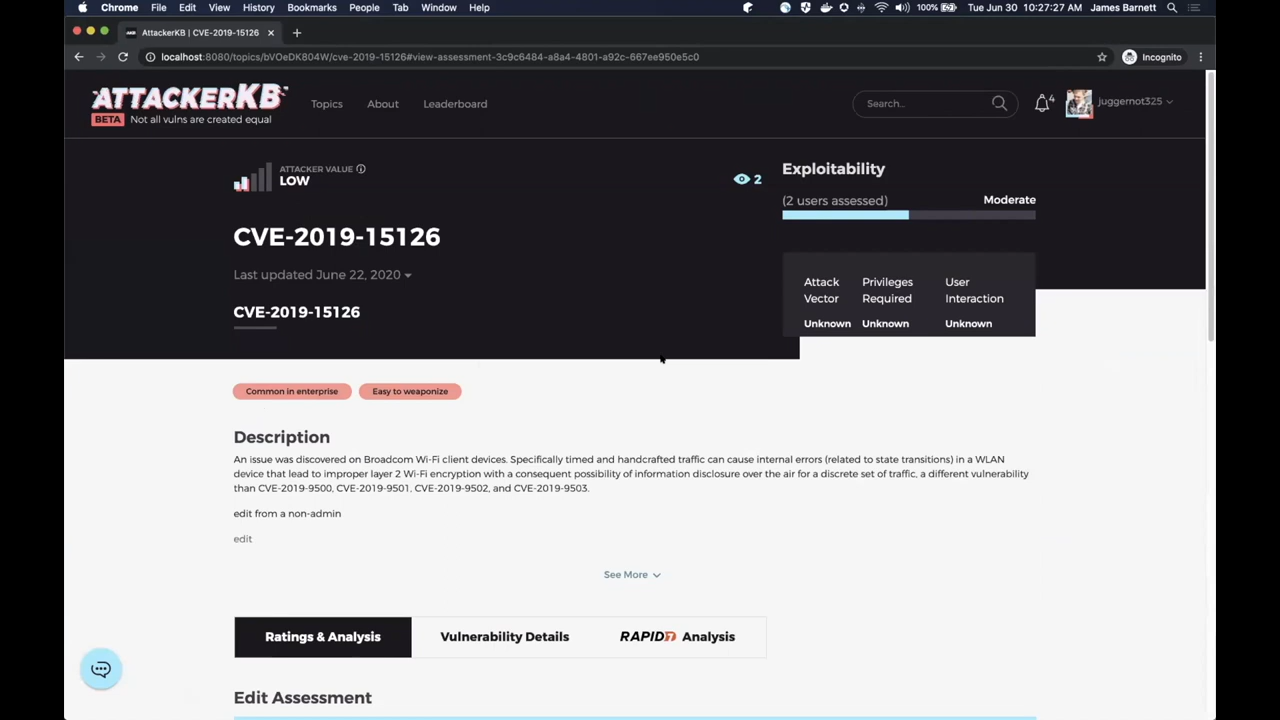 Chrome File Edit View History Bookmarks People Tab Window Help 100% Tue Jun 30 10:27:27 AM James Barnett
AttackerKB | CVE-2019-15126
localhost:8080/topics/bVOeDK804W/cve-2019-15126#view-assessment-3c9c6484-a8a4-4801-a92c-667ee950e5c0 Incognito
ATTACKERKB
BETA Not all vulns are created equal
Topics About Leaderboard Search... 4 juggernot325
ATTACKER VALUE
LOW
2
CVE-2019-15126
Last updated June 22, 2020
CVE-2019-15126
Exploitability
(2 users assessed) Moderate
Attack Privileges User
Vector Required Interaction
Unknown Unknown Unknown
Common in enterprise Easy to weaponize
Description
An issue was discovered on Broadcom Wi-Fi client devices. Specifically timed and handcrafted traffic can cause internal errors (related to state transitions) in a WLAN
device that lead to improper layer 2 Wi-Fi encryption with a consequent possibility of information disclosure over the air for a discrete set of traffic, a different vulnerability
than CVE-2019-9500, CVE-2019-9501, CVE-2019-9502, and CVE-2019-9503.
edit from a non-admin
edit
See More
Ratings & Analysis Vulnerability Details RAPID7 Analysis
Edit Assessment